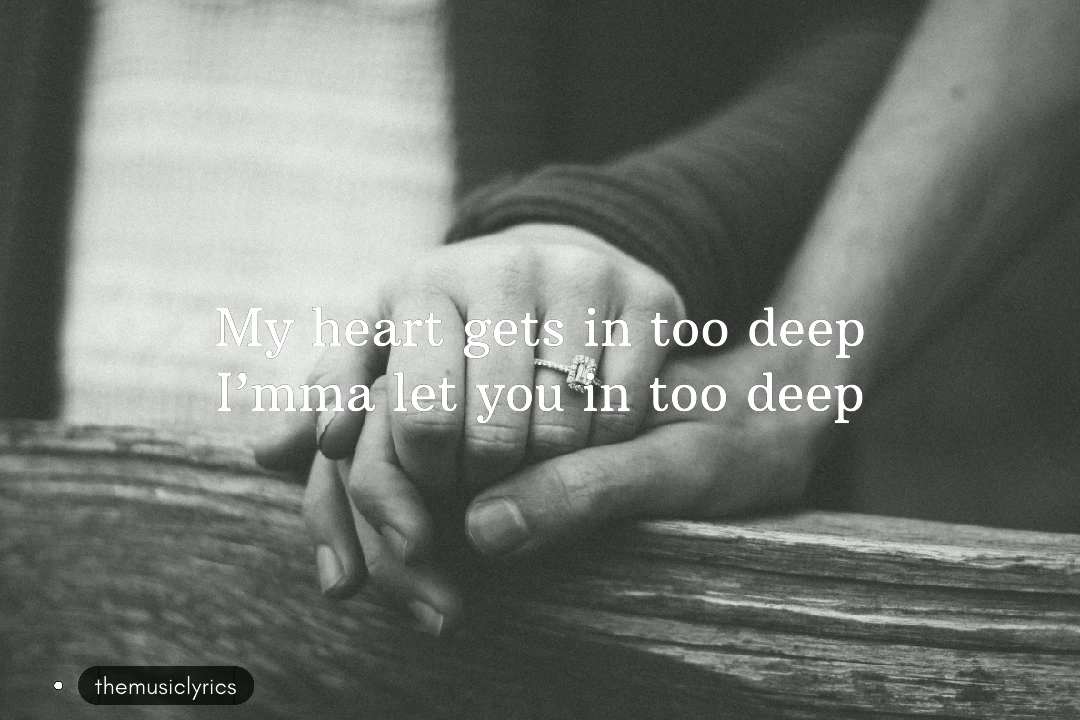 My heart gets in too deep
I’mma let you in too deep
themusiclyrics